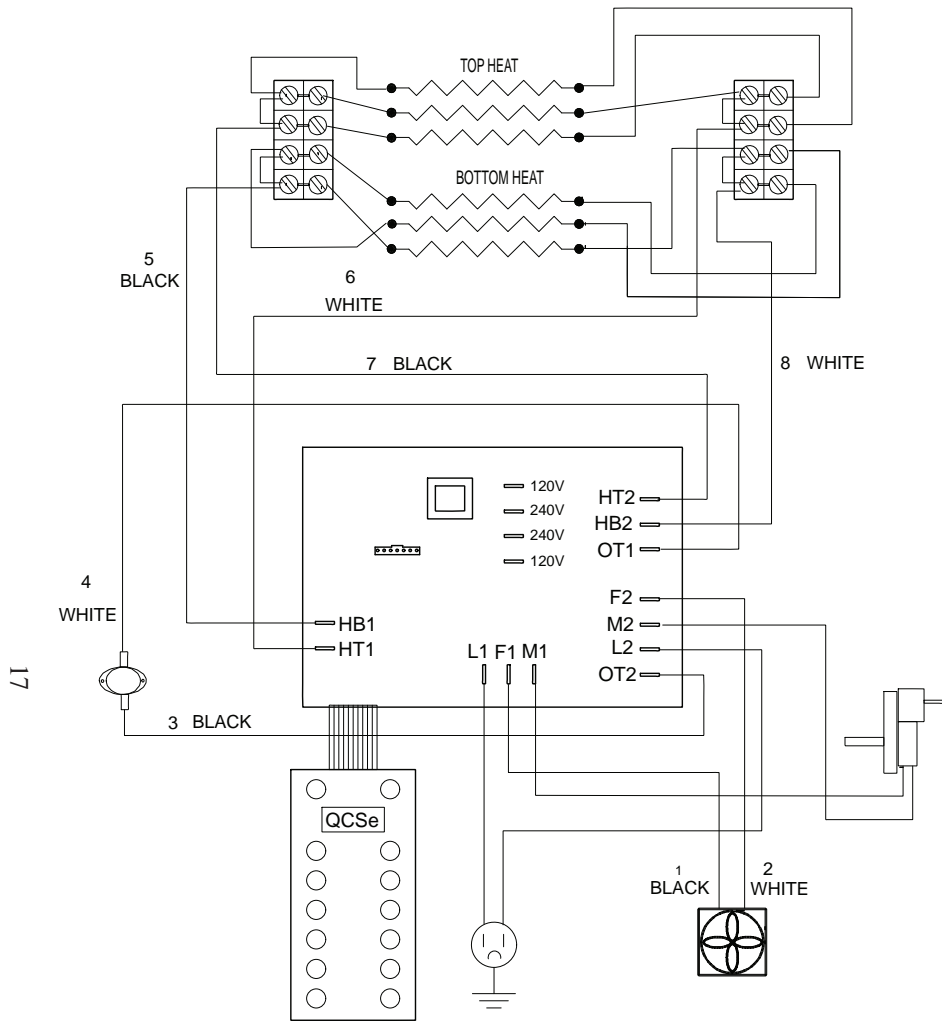 TOP HEAT
BOTTOM HEAT
5
BLACK
6
WHITE
7 BLACK
8 WHITE
120V
240V
240V
120V
HT2
HB2
OT1
4
WHITE
F2
M2
L2
OT2
HB1
HT1
L1 F1 M1
17
3 BLACK
QCSe
1
BLACK
2
WHITE